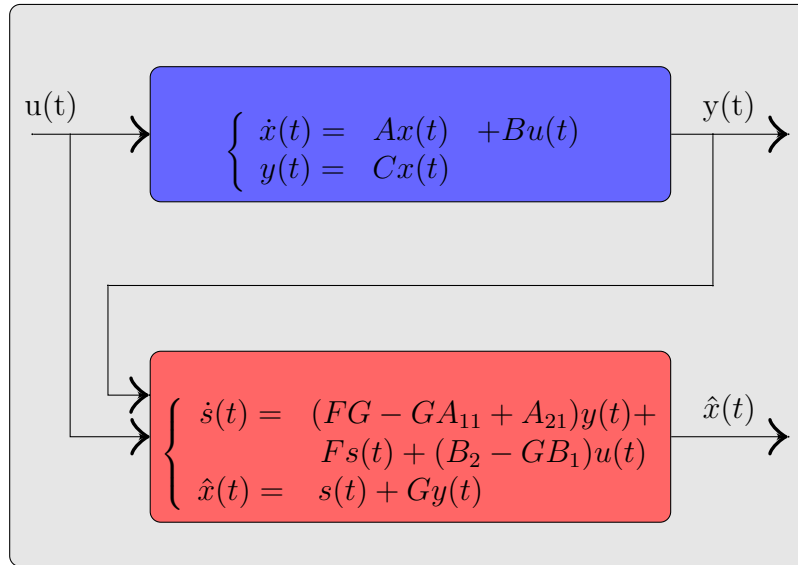 u(t)
y(t)
ẋ(t) = Ax(t) +Bu(t)
y(t) = Cx(t)
ṡ(t) = (FG − GA₁₁ + A₂₁)y(t)+
Fs(t) + (B₂ − GB₁)u(t)
x̂(t) = s(t) + Gy(t)
x̂(t)